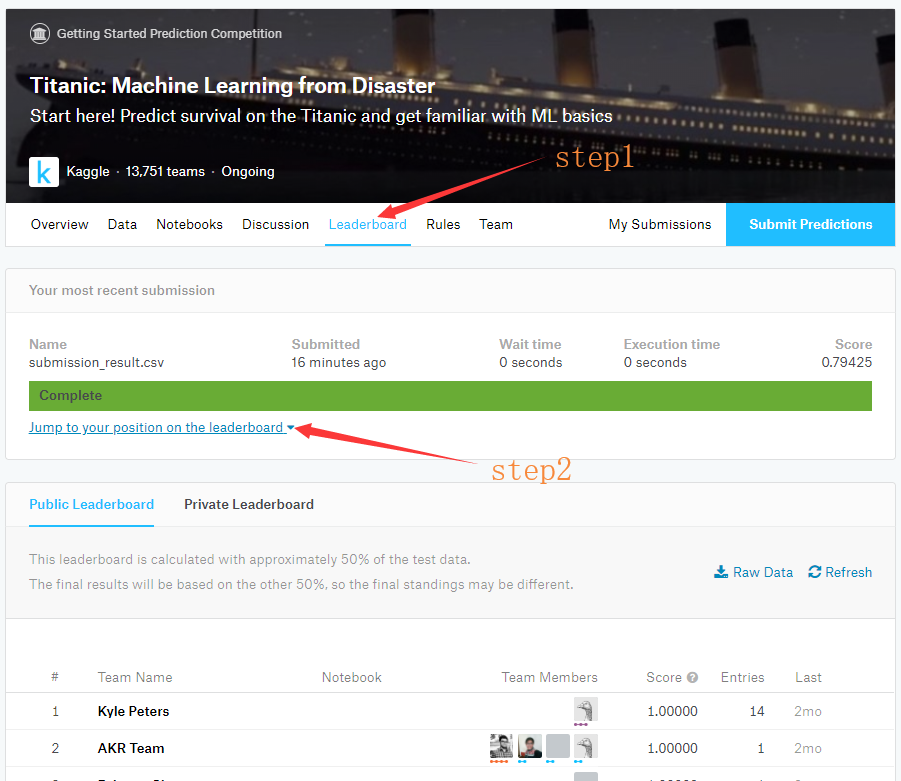 Getting Started Prediction Competition
Titanic: Machine Learning from Disaster
Start here! Predict survival on the Titanic and get familiar with ML basics
step1
k Kaggle · 13,751 teams · Ongoing
Overview Data Notebooks Discussion Leaderboard Rules Team My Submissions Submit Predictions
Your most recent submission
Name Submitted Wait time Execution time Score
submission_result.csv 16 minutes ago 0 seconds 0 seconds 0.79425
Complete
Jump to your position on the leaderboard
step2
Public Leaderboard Private Leaderboard
This leaderboard is calculated with approximately 50% of the test data.
The final results will be based on the other 50%, so the final standings may be different.
Raw Data Refresh
# Team Name Notebook Team Members Score Entries Last
1 Kyle Peters 1.00000 14 2mo
2 AKR Team 1.00000 1 2mo